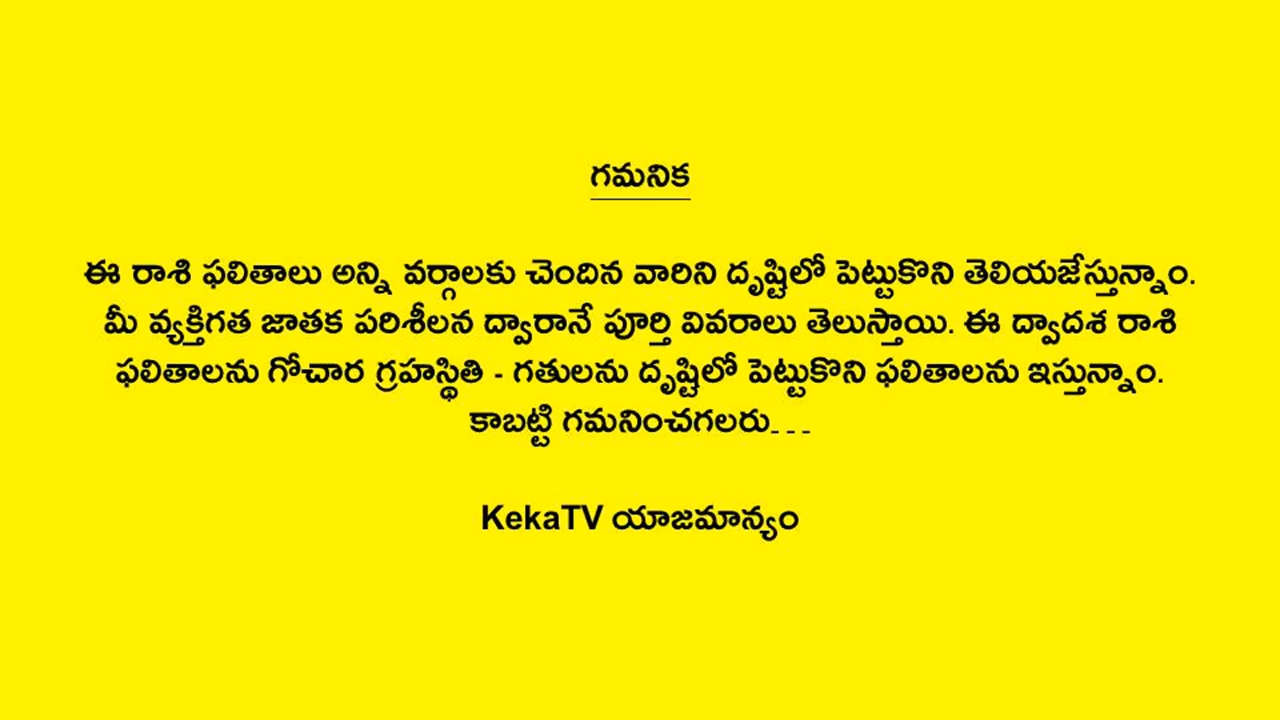 గమనిక
ఈ రాశి ఫలితాలు అన్ని వర్గాలకు చెందిన వారిని దృష్టిలో పెట్టుకొని తెలియజేస్తున్నాం.
మీ వ్యక్తిగత జాతక పరిశీలన ద్వారానే పూర్తి వివరాలు తెలుస్తాయి. ఈ ద్వాదశ రాశి
ఫలితాలను గోచార గ్రహస్థితి - గతులను దృష్టిలో పెట్టుకొని ఫలితాలను ఇస్తున్నాం.
కాబట్టి గమనించగలరు---
KekaTV యాజమాన్యం